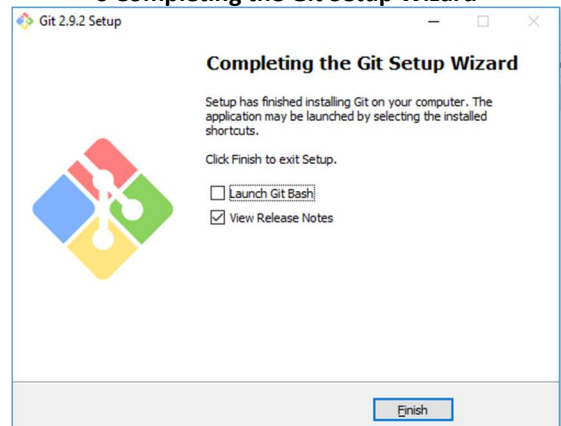 Completing the Git Setup Wizard
Git 2.9.2 Setup
Completing the Git Setup Wizard
Setup has finished installing Git on your computer. The
application may be launched by selecting the installed
shortcuts.
Click Finish to exit Setup.
Launch Git Bash
View Release Notes
Finish